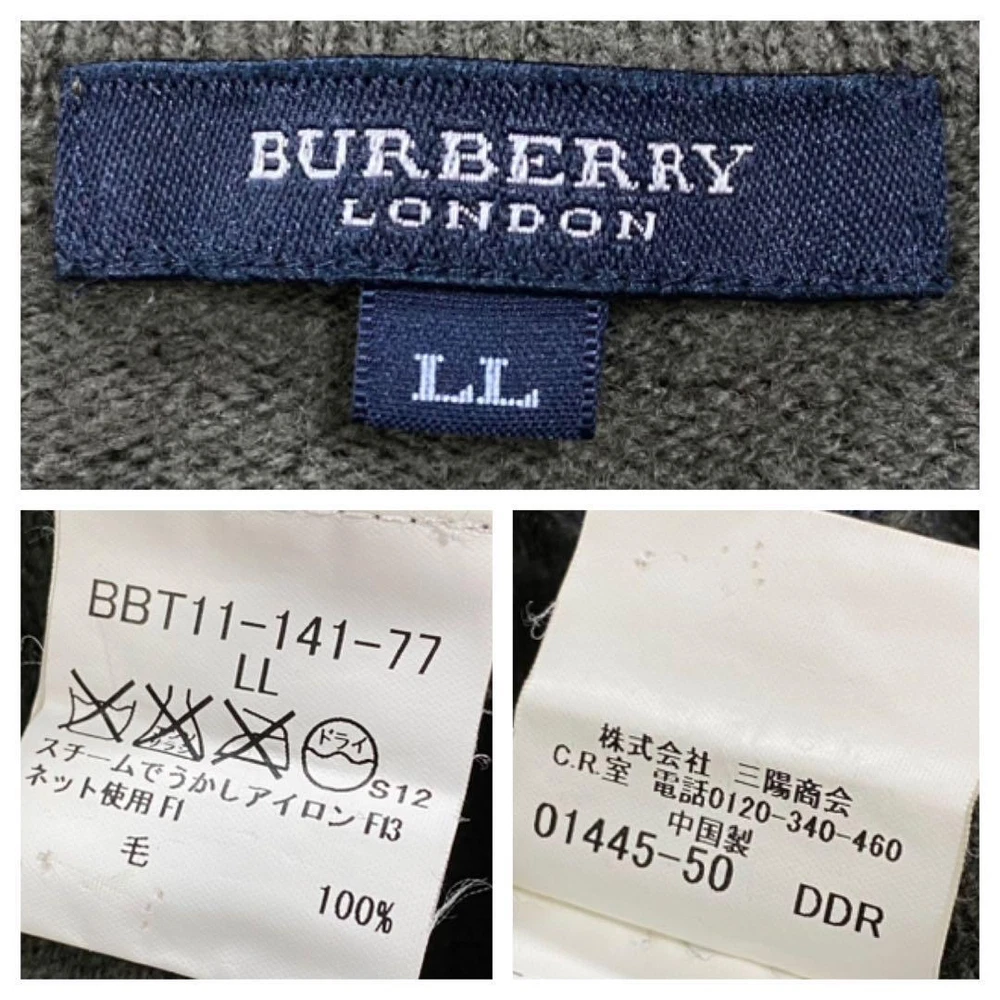 BURBERRY
LONDON
LL
BBT11-141-77
LL
ドライ
S12
スチームでうかしアイロン F13
ネット使用 F1
毛
100%
株式会社 三陽商会
C.R.室 電話0120-340-460
中国製
01445-50 DDR